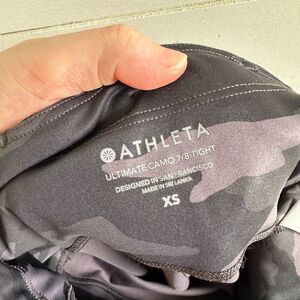 ATHLETA
ULTIMATE CAMO 7/8 TIGHT
DESIGNED IN SAN FRANCISCO
MADE IN SRI LANKA
XS